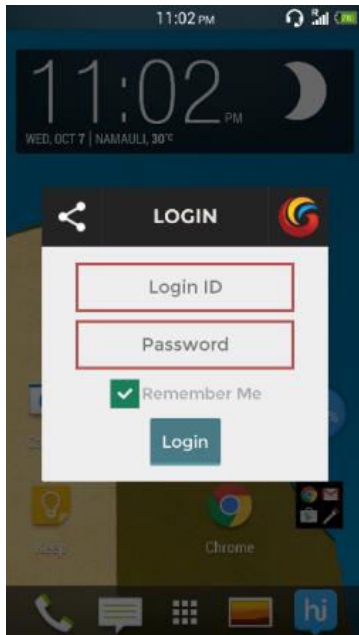 11:02 PM
11:02 PM
WED, OCT 7 | NAMAULI, 30°C
LOGIN
Login ID
Password
Remember Me
Login
Keep
Chrome
hi